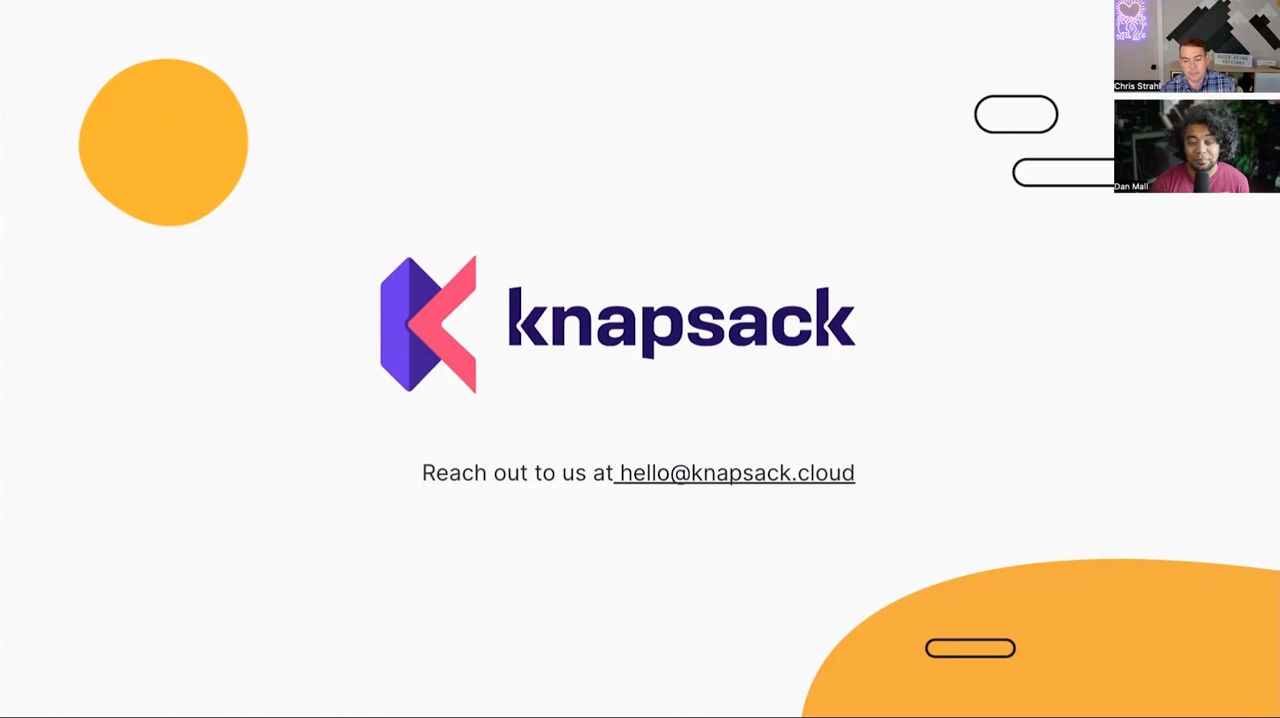 Chris Strahl
Dan Mall
knapsack
Reach out to us at hello@knapsack.cloud